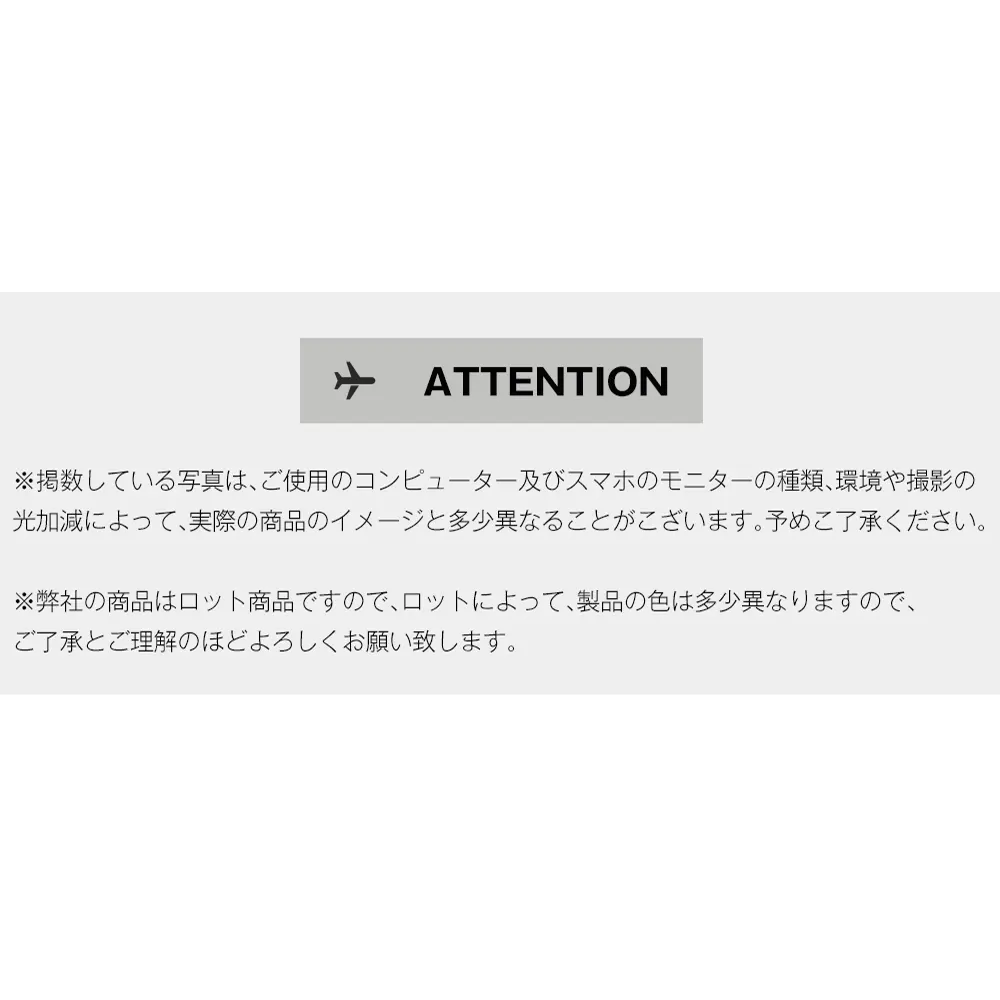 ATTENTION
※掲数している写真は、ご使用のコンピューター及びスマホのモニターの種類、環境や撮影の
光加減によって、実際の商品のイメージと多少異なることがこざいます。予めこ了承ください。
※弊社の商品はロット商品ですので、ロットによって、製品の色は多少異なりますので、
ご了承とご理解のほどよろしくお願い致します。